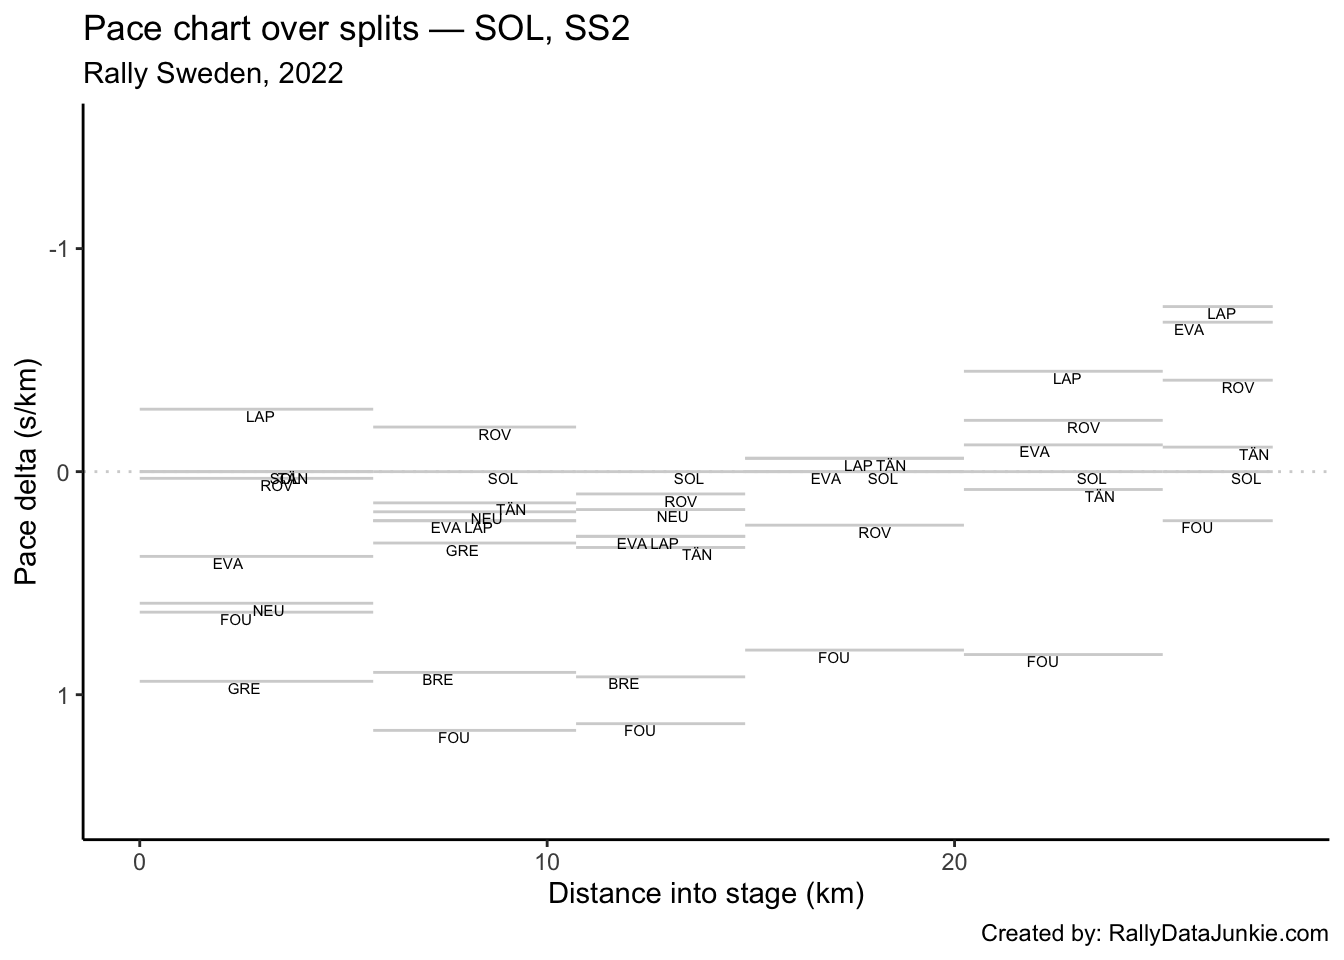 Pace chart over splits — SOL, SS2
Rally Sweden, 2022
Pace delta (s/km)
-1
0
1
LAP
SOL
TÄN
ROV
EVA
NEU
FOU
GRE
ROV
SOL
TÄN
NEU
EVA LAP
GRE
BRE
FOU
SOL
ROV
NEU
EVA LAP
TÄN
BRE
FOU
LAP TÄN
EVA SOL
ROV
FOU
LAP
ROV
EVA
SOL
TÄN
FOU
LAP
EVA
ROV
TÄN
SOL
FOU
0 10 20
Distance into stage (km)
Created by: RallyDataJunkie.com